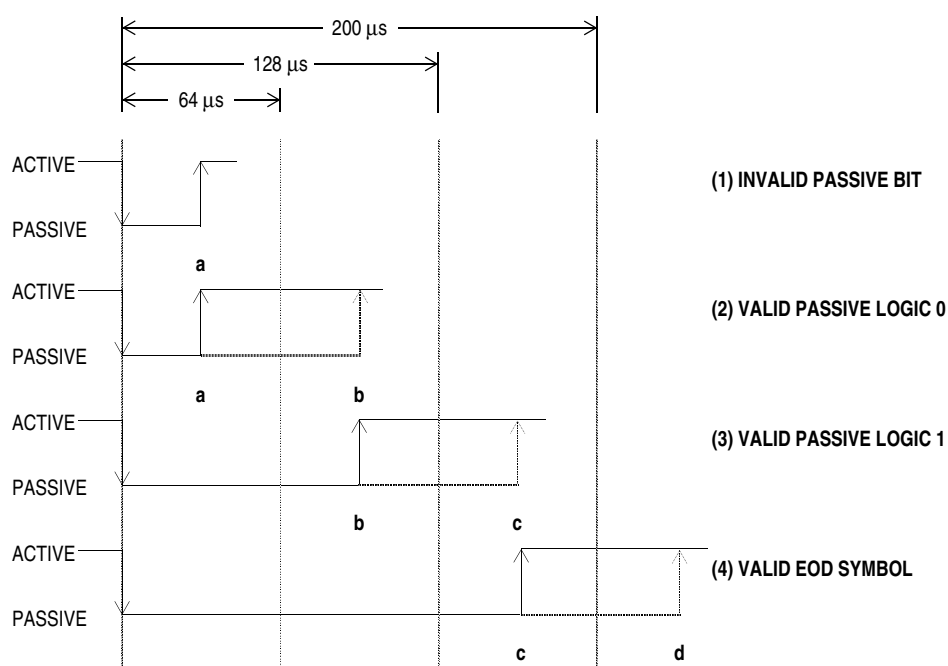 200 μs
128 μs
64 μs
ACTIVE
(1) INVALID PASSIVE BIT
PASSIVE
a
ACTIVE
(2) VALID PASSIVE LOGIC 0
PASSIVE
a b
ACTIVE
(3) VALID PASSIVE LOGIC 1
PASSIVE
b c
ACTIVE
(4) VALID EOD SYMBOL
PASSIVE
c d